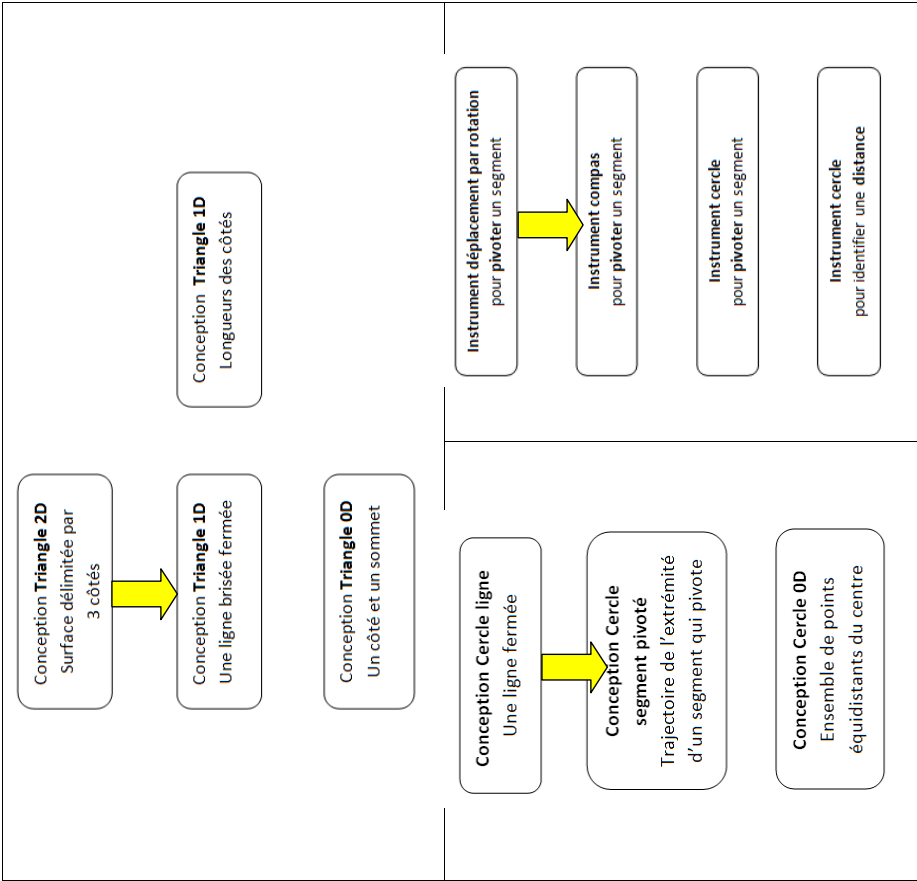 Conception Triangle 2D
Surface délimitée par
3 côtés
Conception Triangle 1D
Une ligne brisée fermée
Conception Triangle 0D
Un côté et un sommet
Conception Triangle 1D
Longueurs des côtés
Conception Cercle ligne
Une ligne fermée
Conception Cercle
segment pivoté
Trajectoire de l'extrémité
d'un segment qui pivote
Conception Cercle 0D
Ensemble de points
équidistants du centre
Instrument déplacement par rotation
pour pivoter un segment
Instrument compas
pour pivoter un segment
Instrument cercle
pour pivoter un segment
Instrument cercle
pour identifier une distance